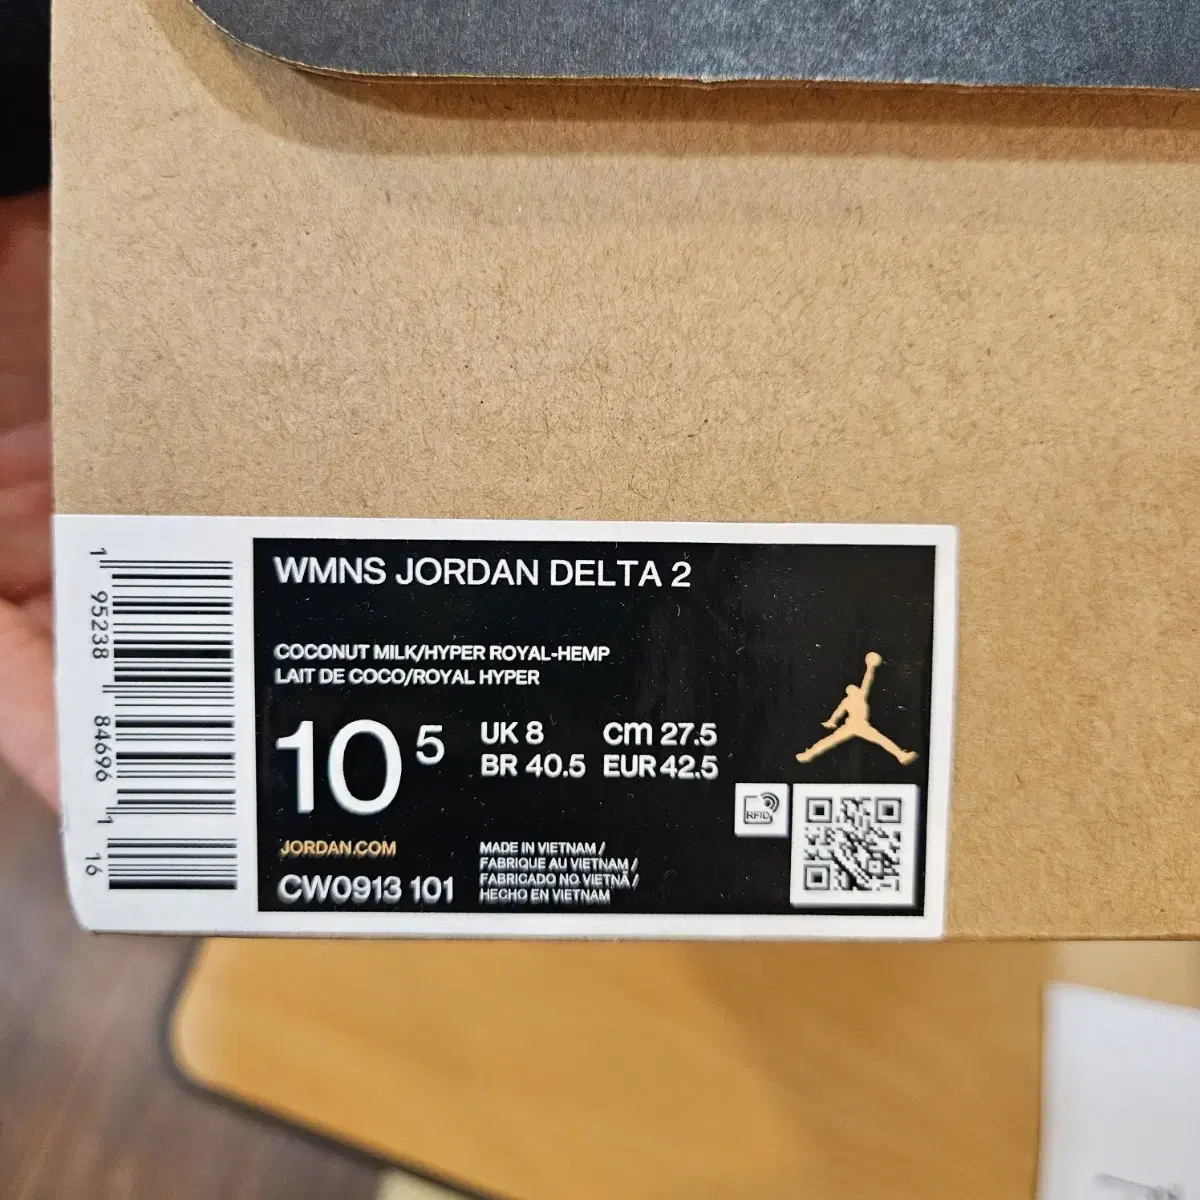 WMNS JORDAN DELTA 2
COCONUT MILK/HYPER ROYAL-HEMP
LAIT DE COCO/ROYAL HYPER
10 5
UK 8 cm 27.5
BR 40.5 EUR 42.5
RFID
JORDAN.COM
CW0913 101
MADE IN VIETNAM /
FABRIQUE AU VIETNAM /
FABRICADO NO VIETNÃ /
HECHO EN VIETNAM
1 95238 84696 1 16